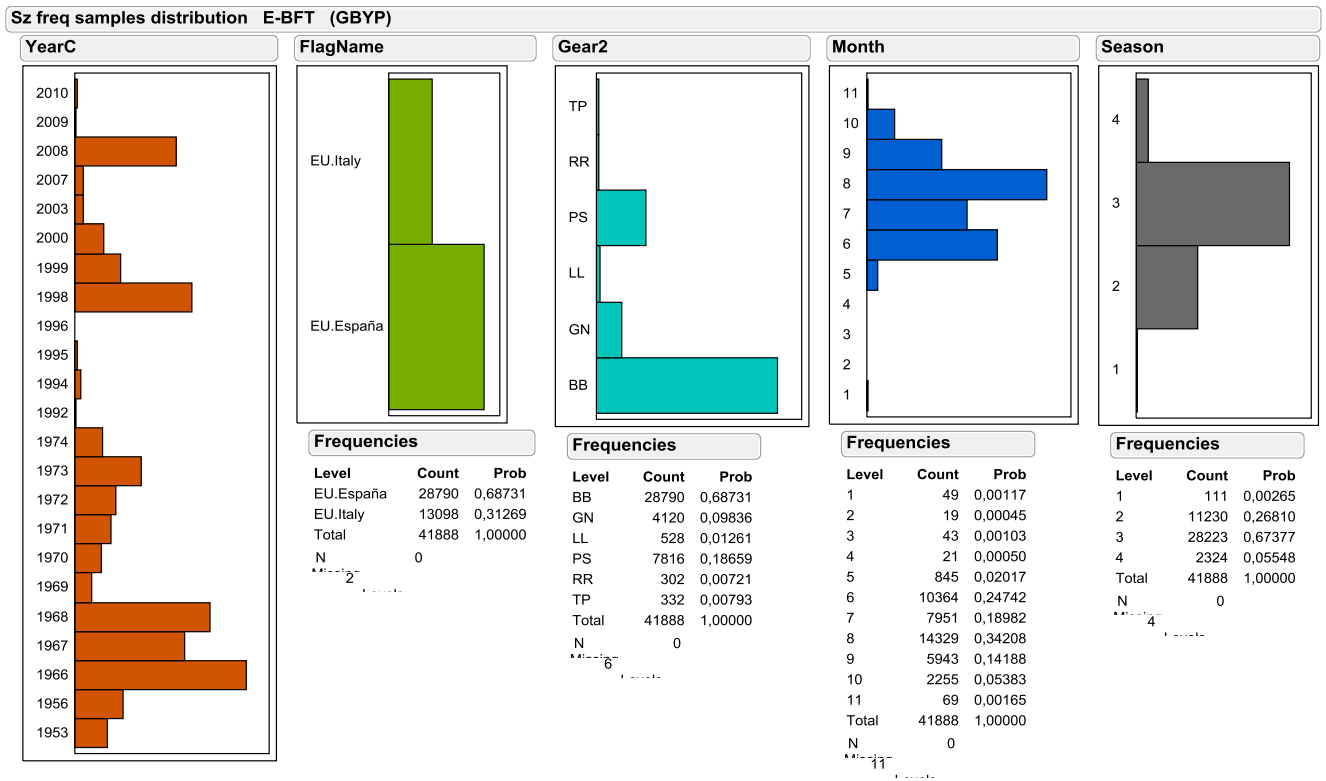 Sz freq samples distribution E-BFT (GBYP)
YearC
2010
2009
2008
2007
2003
2000
1999
1998
1996
1995
1994
1992
1974
1973
1972
1971
1970
1969
1968
1967
1966
1956
1953
FlagName
EU.Italy
EU.España
Frequencies
Level Count Prob
EU.España 28790 0,68731
EU.Italy 13098 0,31269
Total 41888 1,00000
N 0
Missing
2
Levels
Gear2
TP
RR
PS
LL
GN
BB
Frequencies
Level Count Prob
BB 28790 0,68731
GN 4120 0,09836
LL 528 0,01261
PS 7816 0,18659
RR 302 0,00721
TP 332 0,00793
Total 41888 1,00000
N 0
Missing
6
Levels
Month
11
10
9
8
7
6
5
4
3
2
1
Frequencies
Level Count Prob
1 49 0,00117
2 19 0,00045
3 43 0,00103
4 21 0,00050
5 845 0,02017
6 10364 0,24742
7 7951 0,18982
8 14329 0,34208
9 5943 0,14188
10 2255 0,05383
11 69 0,00165
Total 41888 1,00000
N 0
Missing
11
Levels
Season
4
3
2
1
Frequencies
Level Count Prob
1 111 0,00265
2 11230 0,26810
3 28223 0,67377
4 2324 0,05548
Total 41888 1,00000
N 0
Missing
4
Levels